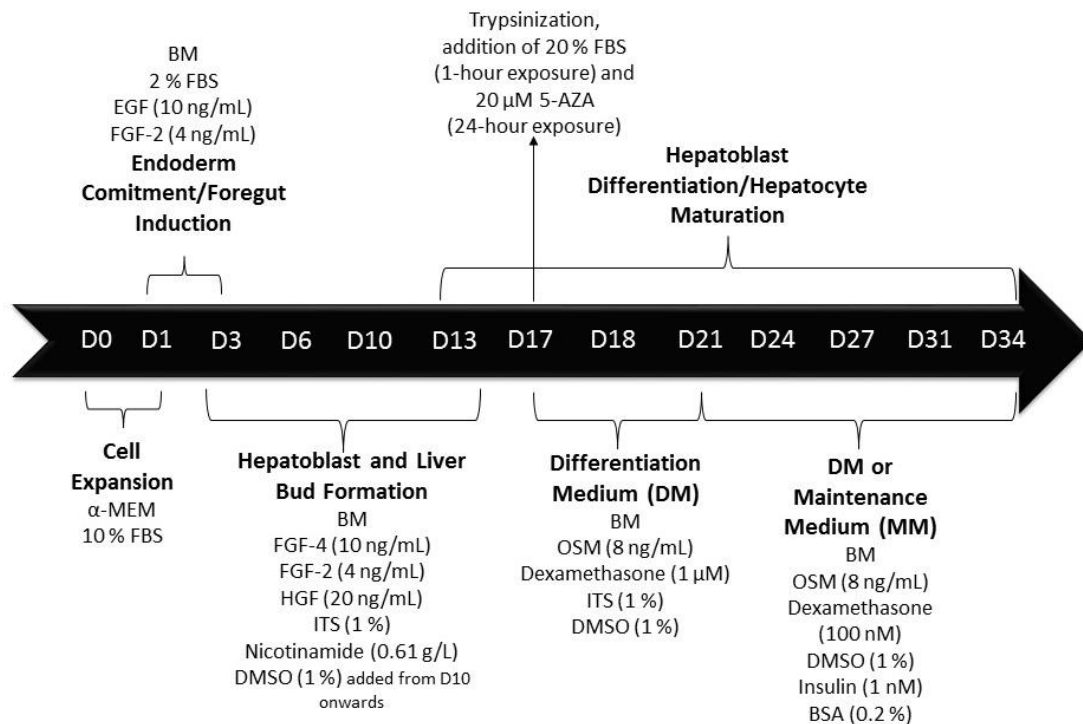 BM
2 % FBS
EGF (10 ng/mL)
FGF-2 (4 ng/mL)
Endoderm
Comitment/Foregut
Induction
Trypsinization,
addition of 20 % FBS
(1-hour exposure) and
20 µM 5-AZA
(24-hour exposure)
Hepatoblast
Differentiation/Hepatocyte
Maturation
D0 D1 D3 D6 D10 D13 D17 D18 D21 D24 D27 D31 D34
Cell
Expansion
α-MEM
10 % FBS
Hepatoblast and Liver
Bud Formation
BM
FGF-4 (10 ng/mL)
FGF-2 (4 ng/mL)
HGF (20 ng/mL)
ITS (1 %)
Nicotinamide (0.61 g/L)
DMSO (1 %) added from D10
onwards
Differentiation
Medium (DM)
BM
OSM (8 ng/mL)
Dexamethasone (1 µM)
ITS (1 %)
DMSO (1 %)
DM or
Maintenance
Medium (MM)
BM
OSM (8 ng/mL)
Dexamethasone
(100 nM)
DMSO (1 %)
Insulin (1 nM)
BSA (0.2 %)